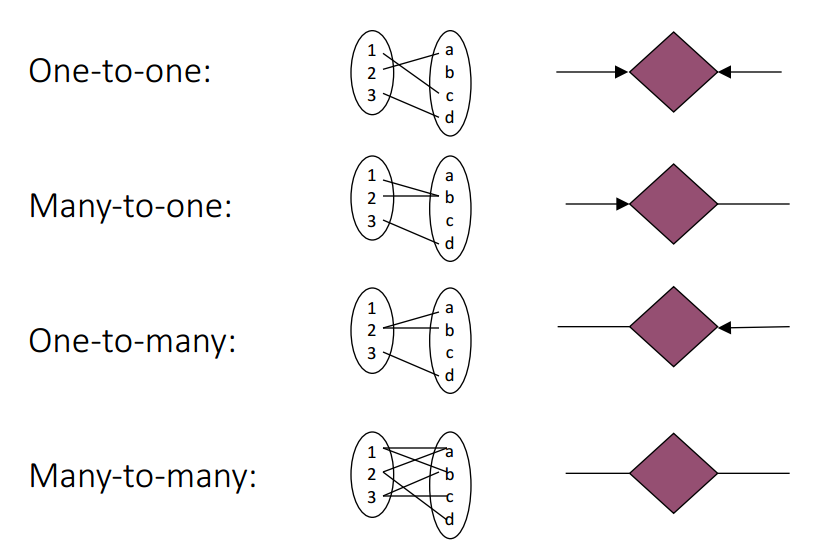 One-to-one:
1 a
2 b
3 c
d
Many-to-one:
1 a
2 b
3 c
d
One-to-many:
1 a
2 b
3 c
d
Many-to-many:
1 a
2 b
3 c
d